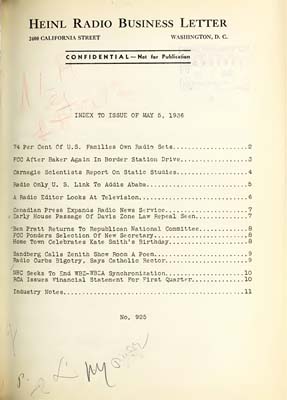 HEINL RADIO BUSINESS LETTER
2400 CALIFORNIA STREET WASHINGTON, D. C.
CONFIDENTIAL—Not for Publication
INDEX TO ISSUE OF MAY 5, 1936
74 Per Cent Of U.S. Families Own Radio Sets..................2
FCC After Baker Again In Border Station Drive................3
Carnegie Scientists Report On Static Studies.................4
Radio Only U. S. Link To Addis Ababa.........................5
A Radio Editor Looks At Television...........................6
Canadian Press Expands Radio News Service....................7
Early House Passage Of Davis Zone Law Repeal Seen............7
Ben Pratt Returns To Republican National Committee...........8
FCC Ponders Selection Of New Secretary.......................8
Home Town Celebrates Kate Smith's Birthday...................8
Sandberg Calls Zenith Show Room A Poem.......................9
Radio Curbs Bigotry, Says Catholic Rector....................9
NBC Seeks To End WBZ-WBZA Synchronization...................10
RCA Issues Financial Statement For First Quarter............10
Industry Notes..............................................11
No. 925